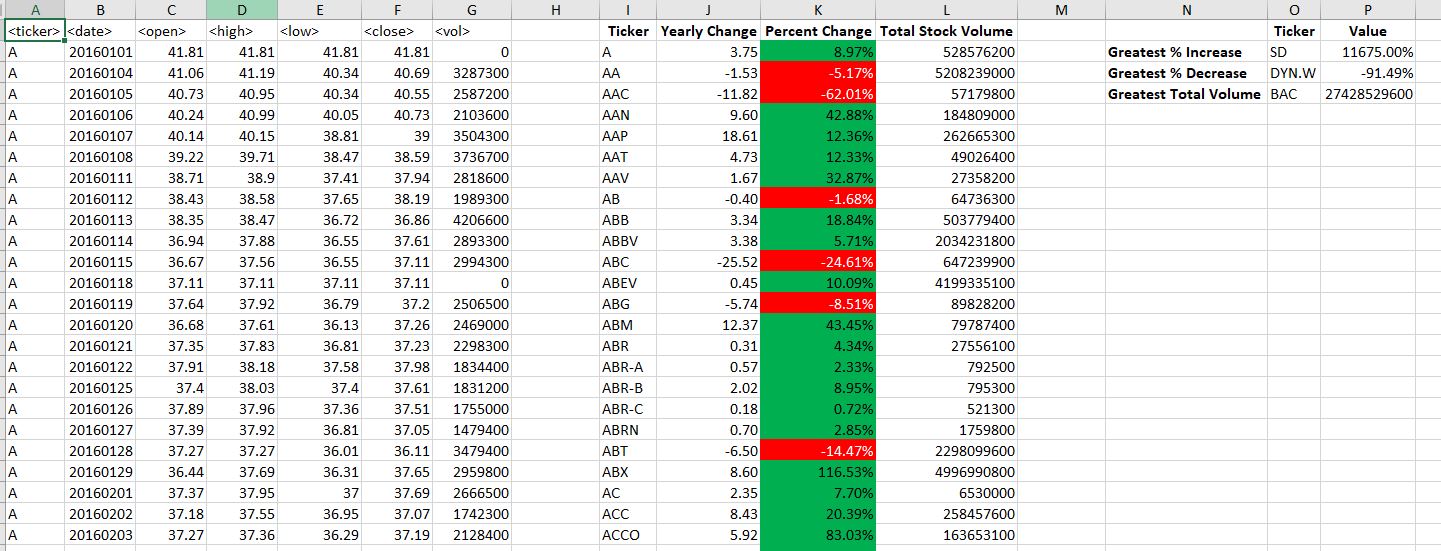 A B C D E F G H I J K L M N O P
<ticker> <date> <open> <high> <low> <close> <vol> Ticker Yearly Change Percent Change Total Stock Volume Ticker Value
A 20160101 41.81 41.81 41.81 41.81 0 A 3.75 8.97% 528576200 Greatest % Increase SD 11675.00%
A 20160104 41.06 41.19 40.34 40.69 3287300 AA -1.53 -5.17% 5208239000 Greatest % Decrease DYN.W -91.49%
A 20160105 40.73 40.95 40.34 40.55 2587200 AAC -11.82 -62.01% 57179800 Greatest Total Volume BAC 27428529600
A 20160106 40.24 40.99 40.05 40.73 2103600 AAN 9.60 42.88% 184809000
A 20160107 40.14 40.15 38.81 39 3504300 AAP 18.61 12.36% 262665300
A 20160108 39.22 39.71 38.47 38.59 3736700 AAT 4.73 12.33% 49026400
A 20160111 38.71 38.9 37.41 37.94 2818600 AAV 1.67 32.87% 27358200
A 20160112 38.43 38.58 37.65 38.19 1989300 AB -0.40 -1.68% 64736300
A 20160113 38.35 38.47 36.72 36.86 4206600 ABB 3.34 18.84% 503779400
A 20160114 36.94 37.88 36.55 37.61 2893300 ABBV 3.38 5.71% 2034231800
A 20160115 36.67 37.56 36.55 37.11 2994300 ABC -25.52 -24.61% 647239900
A 20160118 37.11 37.11 37.11 37.11 0 ABEV 0.45 10.09% 4199335100
A 20160119 37.64 37.92 36.79 37.2 2506500 ABG -5.74 -8.51% 89828200
A 20160120 36.68 37.61 36.13 37.26 2469000 ABM 12.37 43.45% 79787400
A 20160121 37.35 37.83 36.81 37.23 2298300 ABR 0.31 4.34% 27556100
A 20160122 37.91 38.18 37.58 37.98 1834400 ABR-A 0.57 2.33% 792500
A 20160125 37.4 38.03 37.4 37.61 1831200 ABR-B 2.02 8.95% 795300
A 20160126 37.89 37.96 37.36 37.51 1755000 ABR-C 0.18 0.72% 521300
A 20160127 37.39 37.92 36.81 37.05 1479400 ABRN 0.70 2.85% 1759800
A 20160128 37.27 37.27 36.01 36.11 3479400 ABT -6.50 -14.47% 2298099600
A 20160129 36.44 37.69 36.31 37.65 2959800 ABX 8.60 116.53% 4996990800
A 20160201 37.37 37.95 37 37.69 2666500 AC 2.35 7.70% 6530000
A 20160202 37.18 37.55 36.95 37.07 1742300 ACC 8.43 20.39% 258457600
A 20160203 37.27 37.36 36.29 37.19 2128400 ACCO 5.92 83.03% 163653100